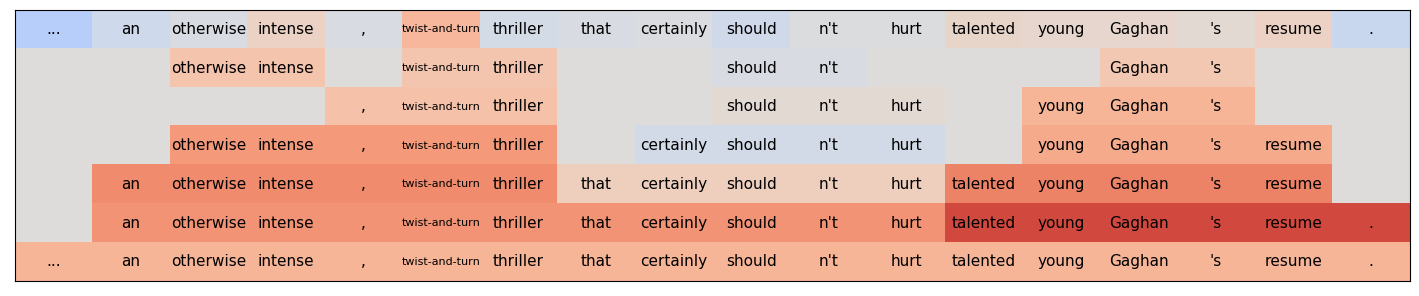 ... an otherwise intense , twist-and-turn thriller that certainly should n't hurt talented young Gaghan 's resume .
otherwise intense twist-and-turn thriller should n't Gaghan 's
, twist-and-turn thriller should n't hurt young Gaghan 's
otherwise intense , twist-and-turn thriller certainly should n't hurt young Gaghan 's resume
an otherwise intense , twist-and-turn thriller that certainly should n't hurt talented young Gaghan 's resume
an otherwise intense , twist-and-turn thriller that certainly should n't hurt talented young Gaghan 's resume .
... an otherwise intense , twist-and-turn thriller that certainly should n't hurt talented young Gaghan 's resume .